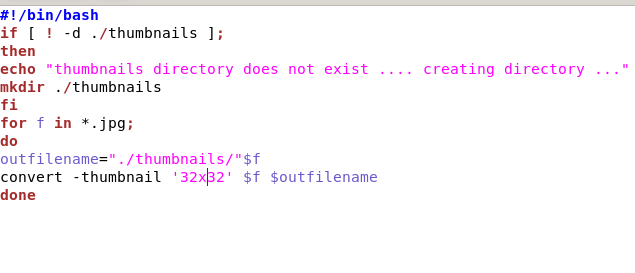 #!/bin/bash
if [ ! -d ./thumbnails ];
then
echo "thumbnails directory does not exist .... creating directory ..."
mkdir ./thumbnails
fi
for f in *.jpg;
do
outfilename="./thumbnails/"$f
convert -thumbnail '32x32' $f $outfilename
done